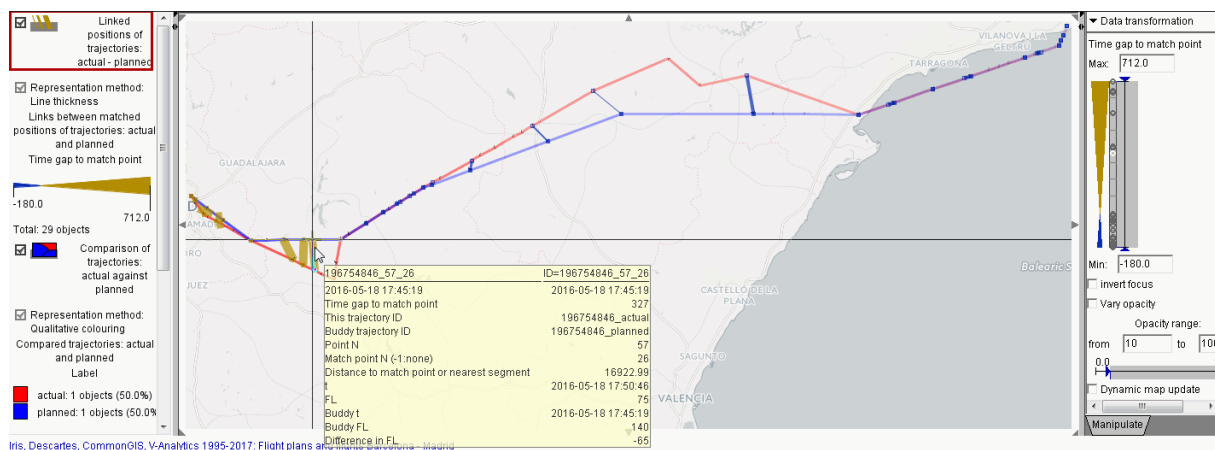 Linked
positions of
trajectories:
actual - planned
Representation method:
Line thickness
Links between matched
positions of trajectories: actual
and planned
Time gap to match point
-180.0
712.0
Total: 29 objects
Comparison of
trajectories:
actual against
planned
Representation method:
Qualitative colouring
Compared trajectories: actual
and planned
Label
actual: 1 objects (50.0%)
planned: 1 objects (50.0%
GUADALAJARA
VILANOVA I LA
GELTRÚ
TARRAGONA
Balearic S
CASTELLÓ DE LA
PLANA
SAGUNTO
VALENCIA
196754846_57_26 ID=196754846_57_26
2016-05-18 17:45:19 2016-05-18 17:45:19
Time gap to match point 327
This trajectory ID 196754846_actual
Buddy trajectory ID 196754846_planned
Point N 57
Match point N (-1:none) 26
Distance to match point or nearest segment 16922.99
t 2016-05-18 17:50:46
FL 75
Buddy t 2016-05-18 17:45:19
Buddy FL 140
Difference in FL -65
Data transformation
Time gap to match point
Max: 712.0
Min: -180.0
invert focus
Vary opacity
Opacity range:
from 10 to 100
0.0
Dynamic map update
Manipulate
Iris, Descartes, CommonGIS, V-Analytics 1995-2017: Flight plans and flights Barcelona - Madrid